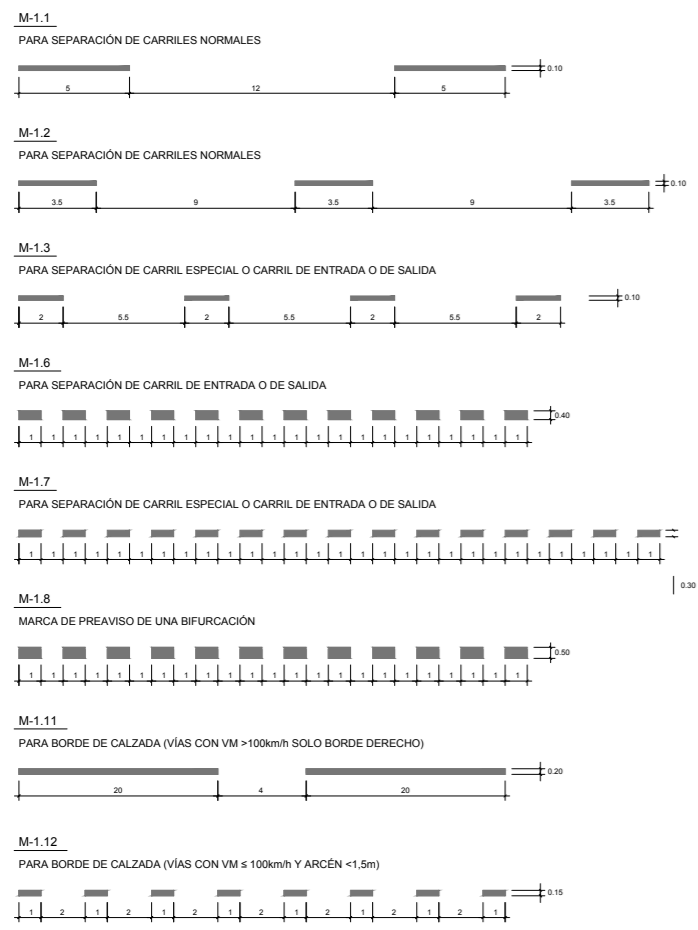 M-1.1
PARA SEPARACIÓN DE CARRILES NORMALES
0.10
5 12 5
M-1.2
PARA SEPARACIÓN DE CARRILES NORMALES
0.10
3.5 9 3.5 9 3.5
M-1.3
PARA SEPARACIÓN DE CARRIL ESPECIAL O CARRIL DE ENTRADA O DE SALIDA
0.10
2 5.5 2 5.5 2 5.5 2
M-1.6
PARA SEPARACIÓN DE CARRIL DE ENTRADA O DE SALIDA
0.40
1 1 1 1 1 1 1 1 1 1 1 1 1 1 1 1 1 1 1 1 1 1 1
M-1.7
PARA SEPARACIÓN DE CARRIL ESPECIAL O CARRIL DE ENTRADA O DE SALIDA
1 1 1 1 1 1 1 1 1 1 1 1 1 1 1 1 1 1 1 1 1 1 1 1 1 1 1 1 1
0.30
M-1.8
MARCA DE PREAVISO DE UNA BIFURCACIÓN
0.50
1 1 1 1 1 1 1 1 1 1 1 1 1 1 1 1 1 1 1 1 1 1 1
M-1.11
PARA BORDE DE CALZADA (VÍAS CON VM >100km/h SOLO BORDE DERECHO)
0.20
20 4 20
M-1.12
PARA BORDE DE CALZADA (VÍAS CON VM ≤ 100km/h Y ARCÉN <1,5m)
0.15
1 2 1 2 1 2 1 2 1 2 1 2 1 2 1